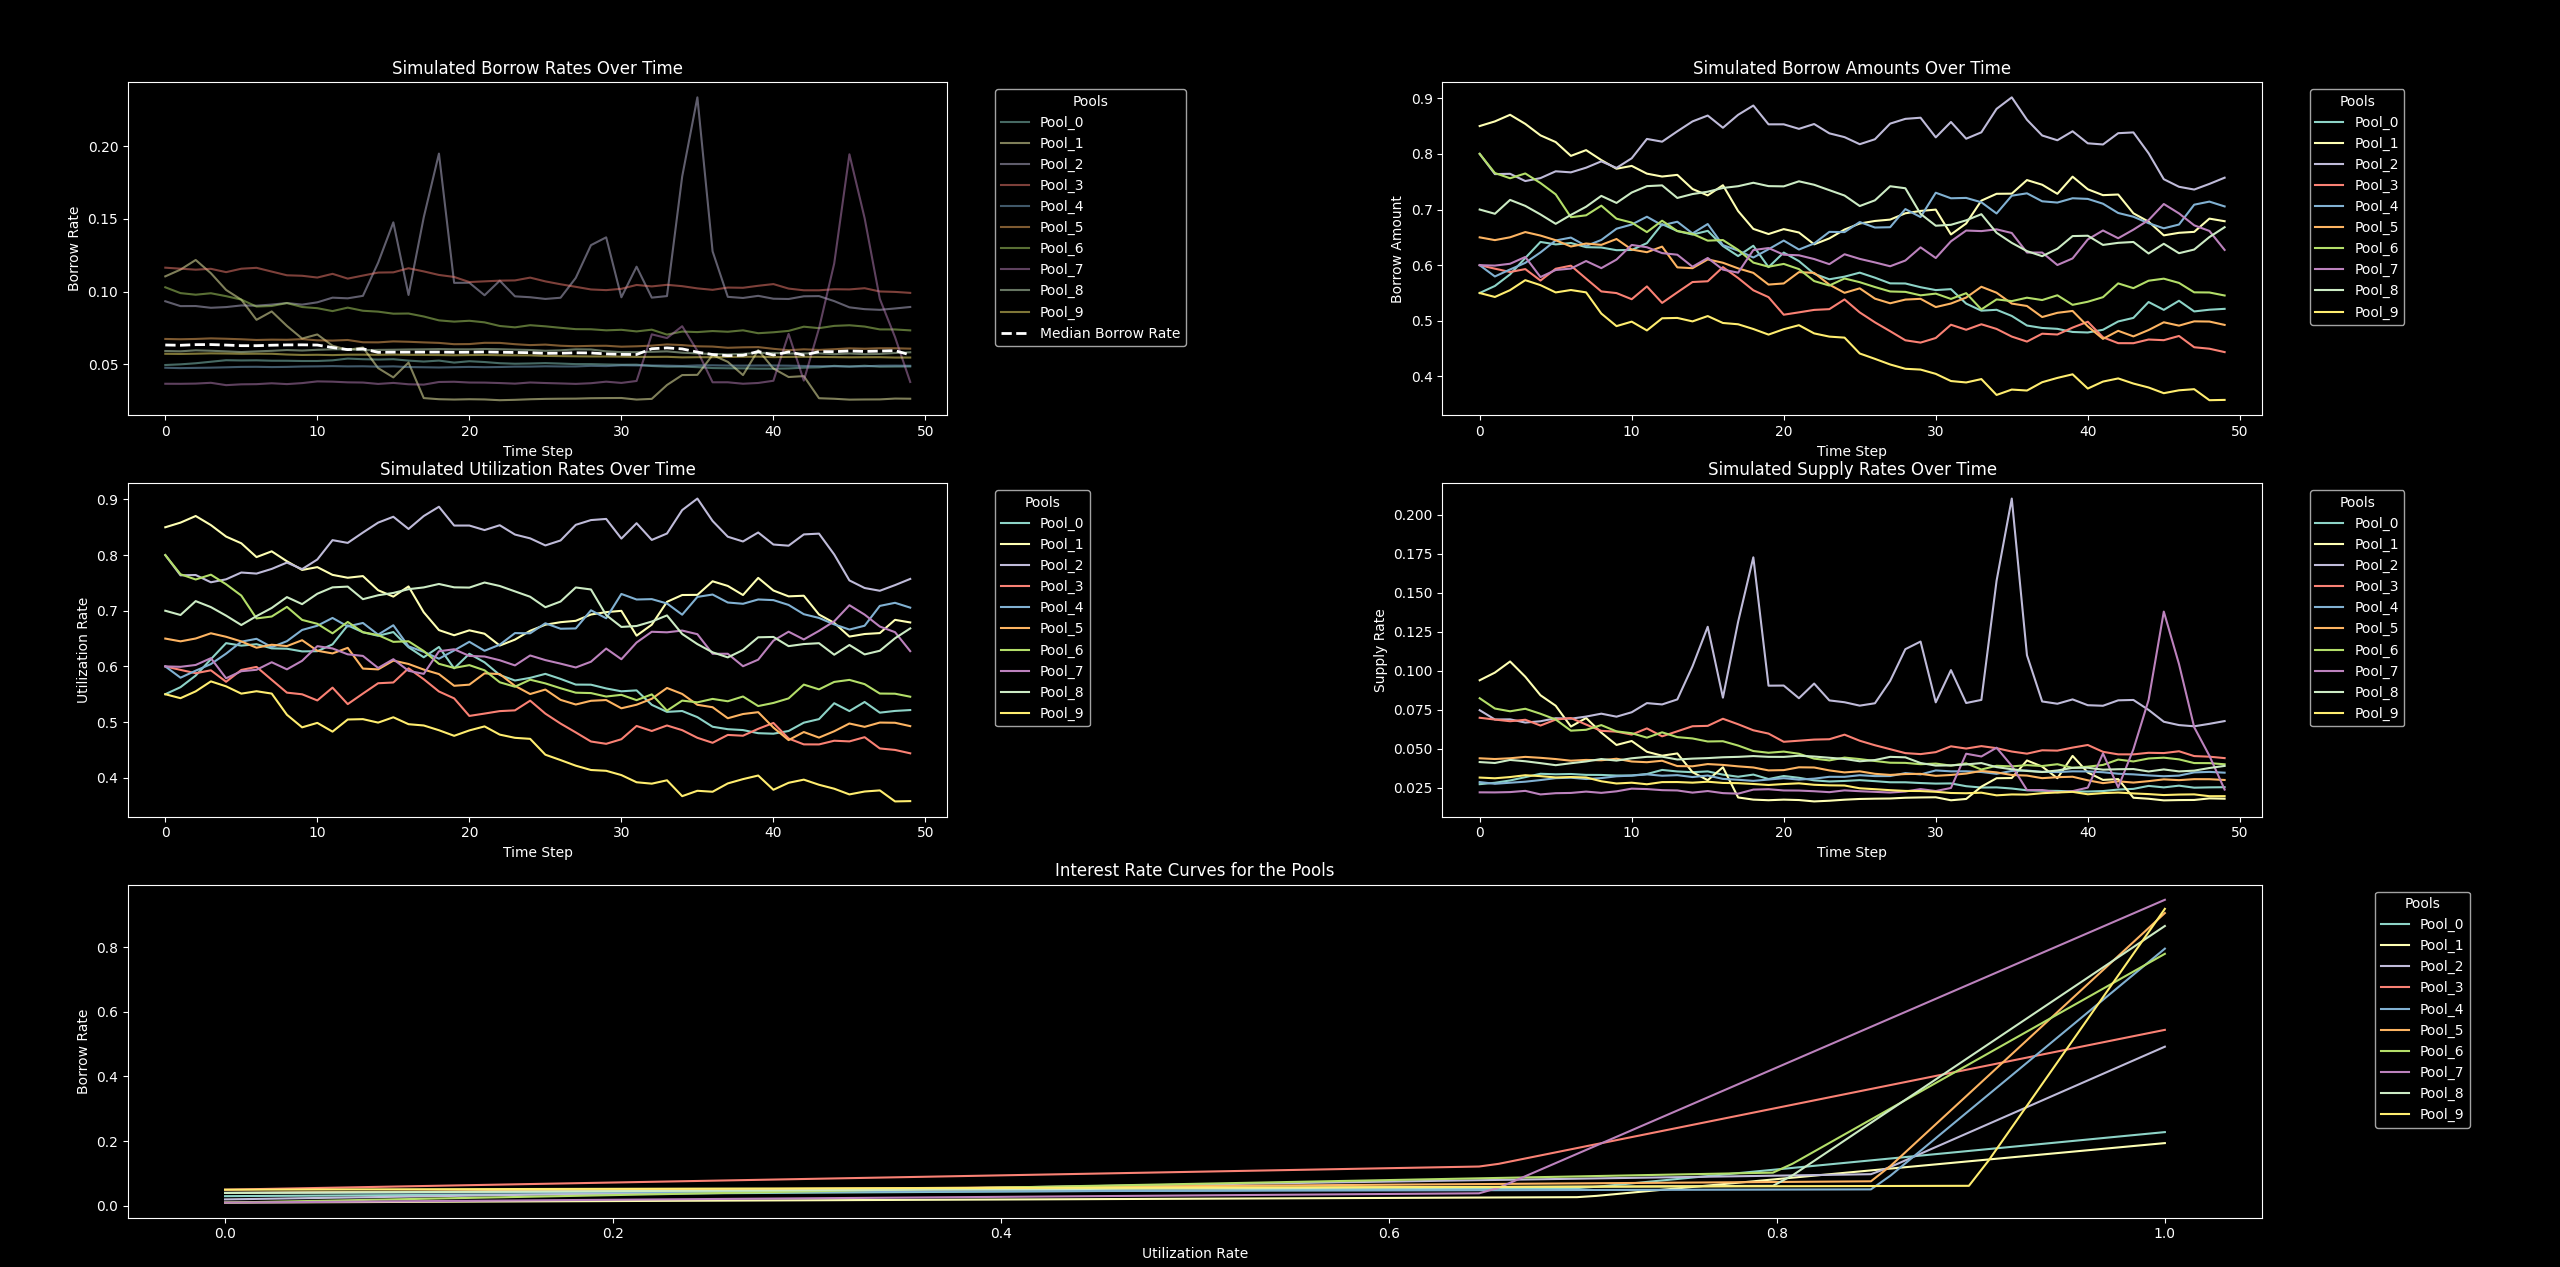 Simulated Borrow Rates Over Time
Borrow Rate
0.20
0.15
0.10
0.05
0 10 20 30 40 50
Time Step
Pools
Pool_0
Pool_1
Pool_2
Pool_3
Pool_4
Pool_5
Pool_6
Pool_7
Pool_8
Pool_9
Median Borrow Rate
Simulated Borrow Amounts Over Time
Borrow Amount
0.9
0.8
0.7
0.6
0.5
0.4
0 10 20 30 40 50
Time Step
Pools
Pool_0
Pool_1
Pool_2
Pool_3
Pool_4
Pool_5
Pool_6
Pool_7
Pool_8
Pool_9
Simulated Utilization Rates Over Time
Utilization Rate
0.9
0.8
0.7
0.6
0.5
0.4
0 10 20 30 40 50
Time Step
Pools
Pool_0
Pool_1
Pool_2
Pool_3
Pool_4
Pool_5
Pool_6
Pool_7
Pool_8
Pool_9
Simulated Supply Rates Over Time
Supply Rate
0.200
0.175
0.150
0.125
0.100
0.075
0.050
0.025
0 10 20 30 40 50
Time Step
Pools
Pool_0
Pool_1
Pool_2
Pool_3
Pool_4
Pool_5
Pool_6
Pool_7
Pool_8
Pool_9
Interest Rate Curves for the Pools
Borrow Rate
0.8
0.6
0.4
0.2
0.0
0.0 0.2 0.4 0.6 0.8 1.0
Utilization Rate
Pools
Pool_0
Pool_1
Pool_2
Pool_3
Pool_4
Pool_5
Pool_6
Pool_7
Pool_8
Pool_9